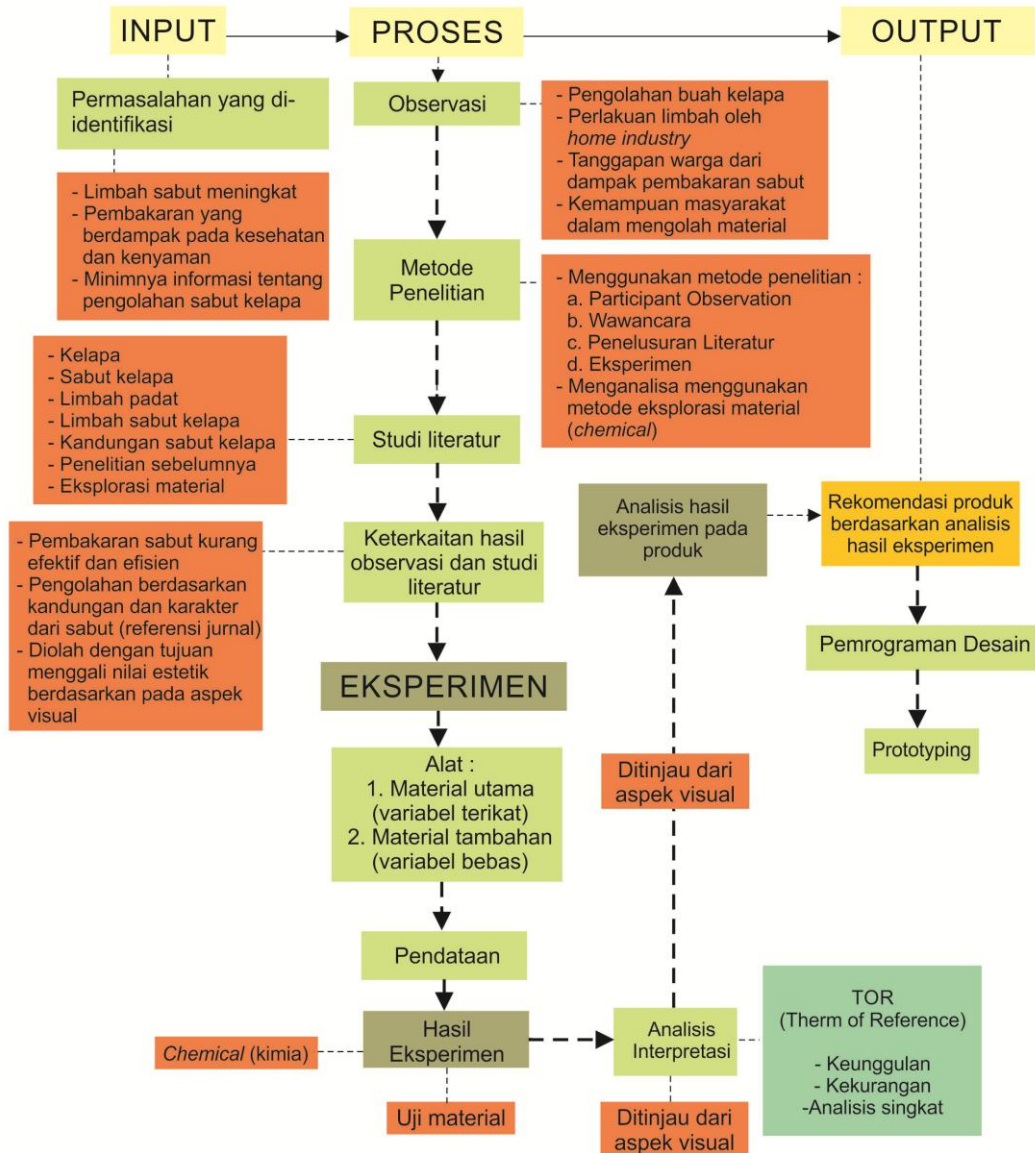 INPUT
PROSES
OUTPUT
Permasalahan yang di-
identifikasi
- Limbah sabut meningkat
- Pembakaran yang
berdampak pada kesehatan
dan kenyaman
- Minimnya informasi tentang
pengolahan sabut kelapa
Observasi
- Pengolahan buah kelapa
- Perlakuan limbah oleh
home industry
- Tanggapan warga dari
dampak pembakaran sabut
- Kemampuan masyarakat
dalam mengolah material
Metode
Penelitian
- Menggunakan metode penelitian :
a. Participant Observation
b. Wawancara
c. Penelusuran Literatur
d. Eksperimen
- Menganalisa menggunakan
metode eksplorasi material
(chemical)
- Kelapa
- Sabut kelapa
- Limbah padat
- Limbah sabut kelapa
- Kandungan sabut kelapa
- Penelitian sebelumnya
- Eksplorasi material
Studi literatur
- Pembakaran sabut kurang
efektif dan efisien
- Pengolahan berdasarkan
kandungan dan karakter
dari sabut (referensi jurnal)
- Diolah dengan tujuan
menggali nilai estetik
berdasarkan pada aspek
visual
Keterkaitan hasil
observasi dan studi
literatur
EKSPERIMEN
Alat :
1. Material utama
(variabel terikat)
2. Material tambahan
(variabel bebas)
Pendataan
Hasil
Eksperimen
Chemical (kimia)
Uji material
Analisis
Interpretasi
Ditinjau dari
aspek visual
TOR
(Therm of Reference)
- Keunggulan
- Kekurangan
-Analisis singkat
Ditinjau dari
aspek visual
Analisis hasil
eksperimen pada
produk
Rekomendasi produk
berdasarkan analisis
hasil eksperimen
Pemrograman Desain
Prototyping